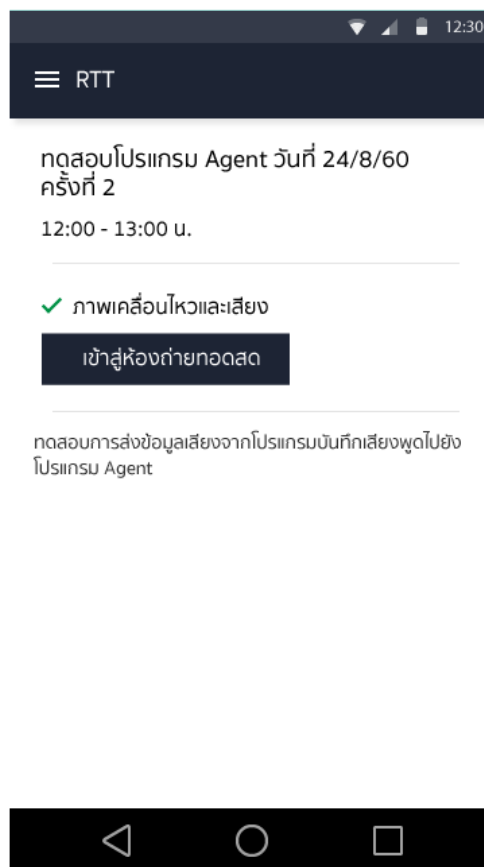 12:30
RTT
ทดสอบโปรแกรม Agent วันที่ 24/8/60
ครั้งที่ 2
12:00 - 13:00 น.
ภาพเคลื่อนไหวและเสียง
เข้าสู่ห้องถ่ายทอดสด
ทดสอบการส่งข้อมูลเสียงจากโปรแกรมบันทึกเสียงพูดไปยัง
โปรแกรม Agent